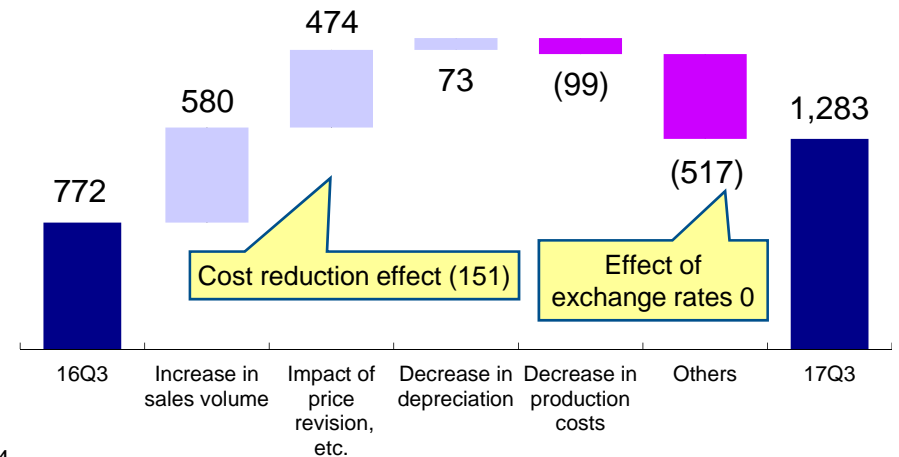 474
580
73
(99)
1,283
772
(517)
Cost reduction effect (151)
Effect of
exchange rates 0
16Q3
Increase in
sales volume
Impact of
price
revision,
etc.
Decrease in
depreciation
Decrease in
production
costs
Others
17Q3